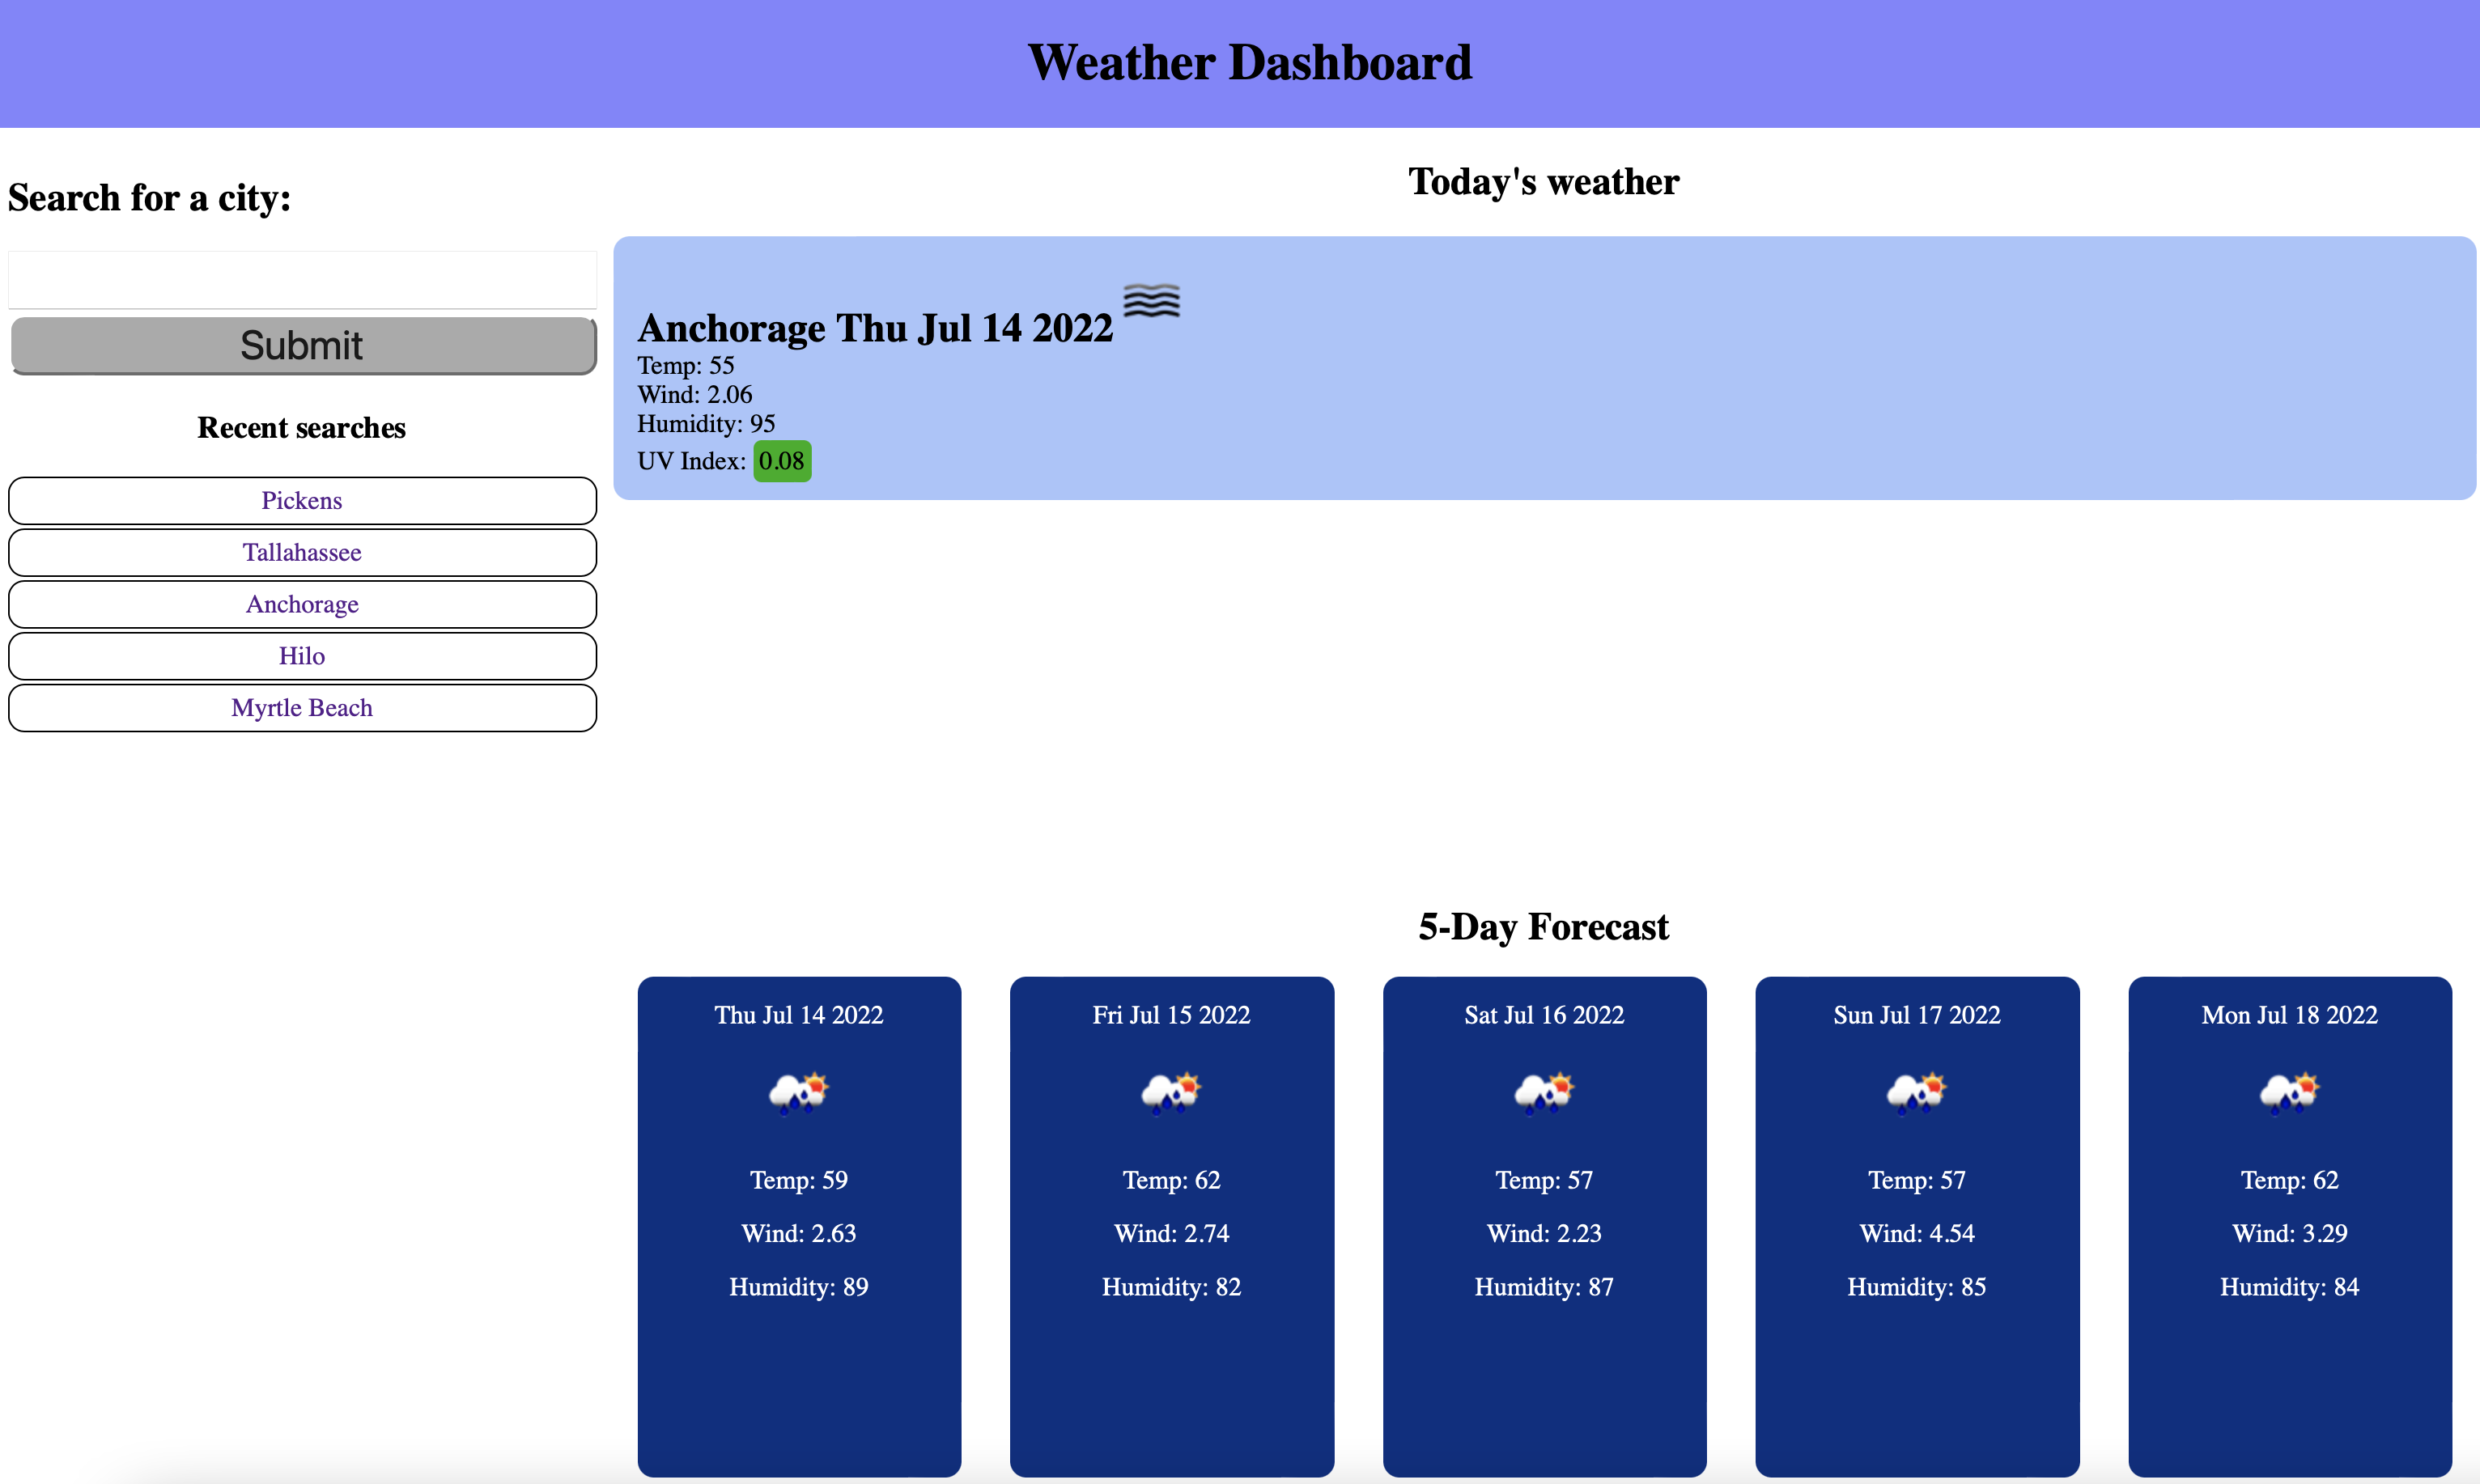 Weather Dashboard
Search for a city:
Submit
Recent searches
Pickens
Tallahassee
Anchorage
Hilo
Myrtle Beach
Today's weather
Anchorage Thu Jul 14 2022
Temp: 55
Wind: 2.06
Humidity: 95
UV Index: 0.08
5-Day Forecast
Thu Jul 14 2022
Temp: 59
Wind: 2.63
Humidity: 89
Fri Jul 15 2022
Temp: 62
Wind: 2.74
Humidity: 82
Sat Jul 16 2022
Temp: 57
Wind: 2.23
Humidity: 87
Sun Jul 17 2022
Temp: 57
Wind: 4.54
Humidity: 85
Mon Jul 18 2022
Temp: 62
Wind: 3.29
Humidity: 84